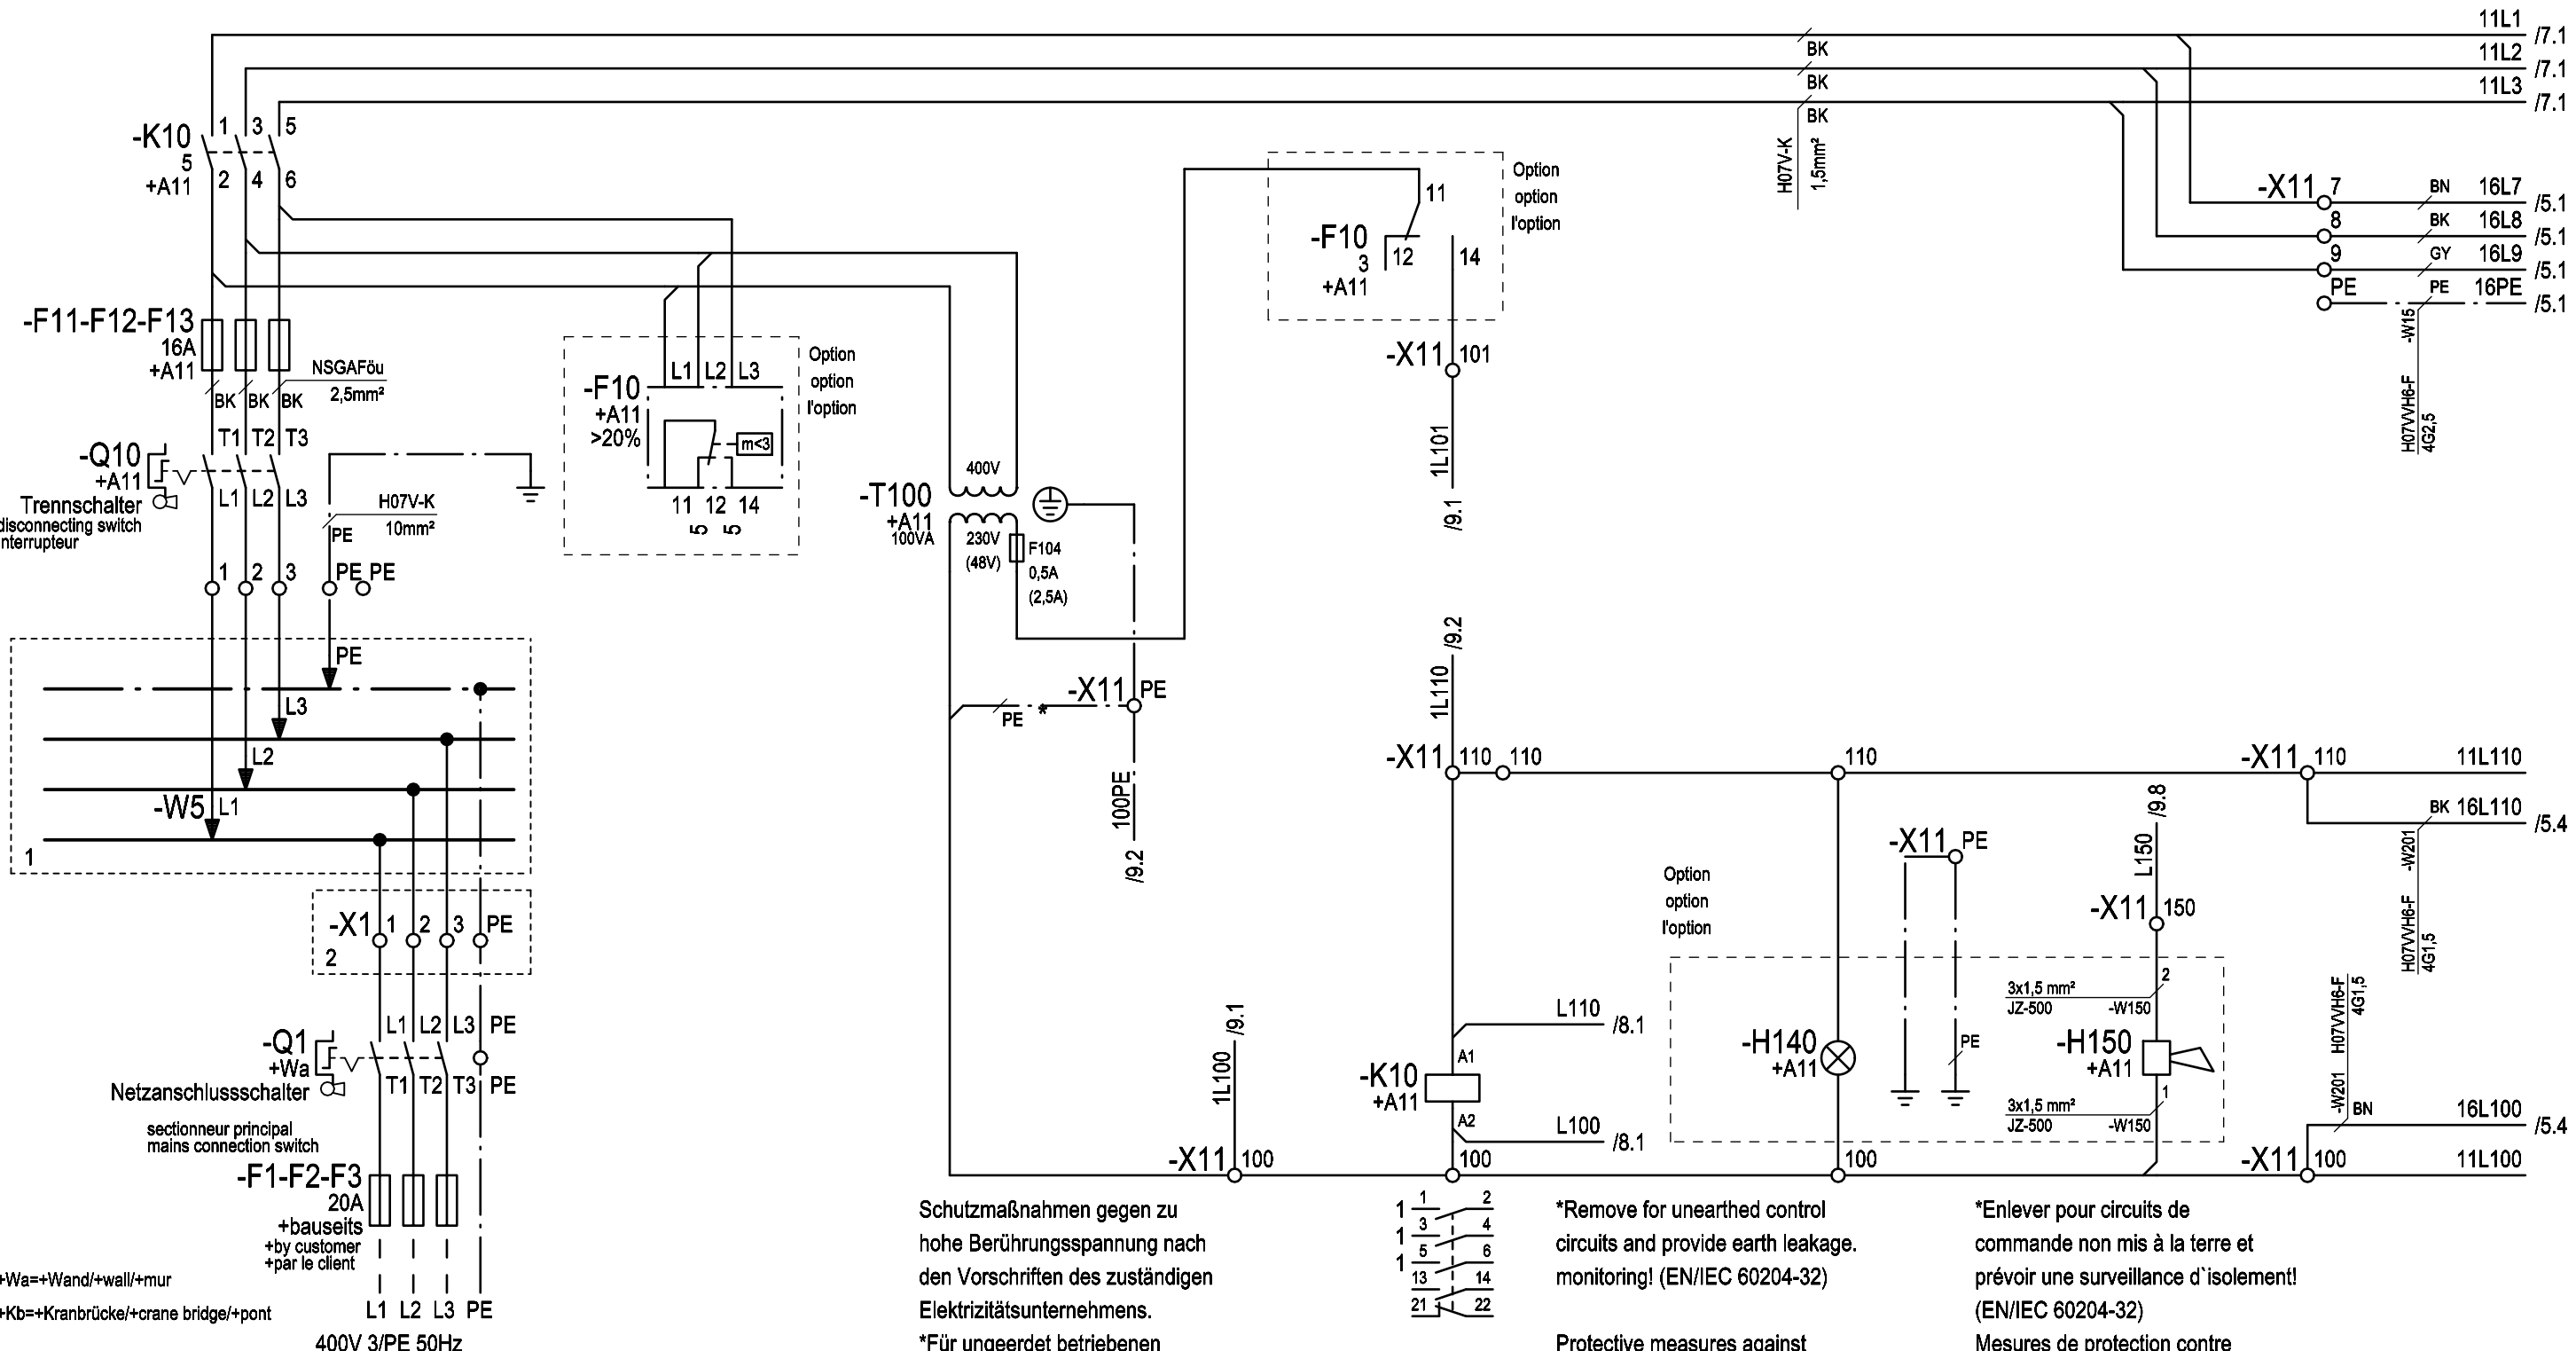 11L1
/7.1
11L2
/7.1
11L3
/7.1
BK
BK
BK
H07V-K
1,5mm²
-K10
5
+A11
1
3
5
2
4
6
-F11-F12-F13
16A
+A11
BK
BK
BK
NSGAFöu
2,5mm²
-Q10
+A11
Trennschalter
disconnecting switch
T1
T2
T3
L1
L2
L3
H07V-K
10mm²
PE
1
2
3
PE
PE
PE
L3
L2
-W5
L1
1
-X1
1
2
3
PE
2
L1
L2
L3
PE
-Q1
+Wa
Netzanschlussschalter
T1
T2
T3
PE
sectionneur principal
mains connection switch
-F1-F2-F3
20A
+bauseits
+by customer
+par le client
+Wa=+Wand/+wall/+mur
+Kb=+Kranbrücke/+crane bridge/+pont
L1
L2
L3
PE
400V 3/PE 50Hz
Option
option
l'option
-F10
+A11
>20%
L1
L2
L3
m<3
11
12
14
5
5
-T100
+A11
100VA
400V
230V
(48V)
F104
0,5A
(2,5A)
-X11
PE
PE
*
100PE
/9.2
Option
option
l'option
-F10
3
+A11
11
12
14
-X11
101
1L101
/9.1
/9.2
1L110
-X11
110
110
110
-X11
110
11L110
BK
16L110
/5.4
-W201
H07VVH6-F
4G1,5
-X11
7
BN
16L7
/5.1
8
BK
16L8
/5.1
9
GY
16L9
/5.1
PE
PE
16PE
/5.1
-W15
H07VVH6-F
4G2,5
Option
option
l'option
-X11
PE
PE
/9.8
L150
-X11
150
2
3x1,5 mm²
JZ-500
-W150
-H140
+A11
-H150
+A11
1
3x1,5 mm²
JZ-500
-W150
L110
/8.1
A1
-K10
+A11
A2
L100
/8.1
/9.1
1L100
-X11
100
100
100
-X11
100
11L100
-W201
H07VVH6-F
4G1,5
BN
16L100
/5.4
Schutzmaßnahmen gegen zu
hohe Berührungsspannung nach
den Vorschriften des zuständigen
Elektrizitätsunternehmens.
*Für ungeerdet betriebenen
1
1
2
1
3
4
1
5
6
13
14
21
22
*Remove for unearthed control
circuits and provide earth leakage.
monitoring! (EN/IEC 60204-32)
Protective measures against
*Enlever pour circuits de
commande non mis à la terre et
prévoir une surveillance d`isolement!
(EN/IEC 60204-32)
Mesures de protection contre